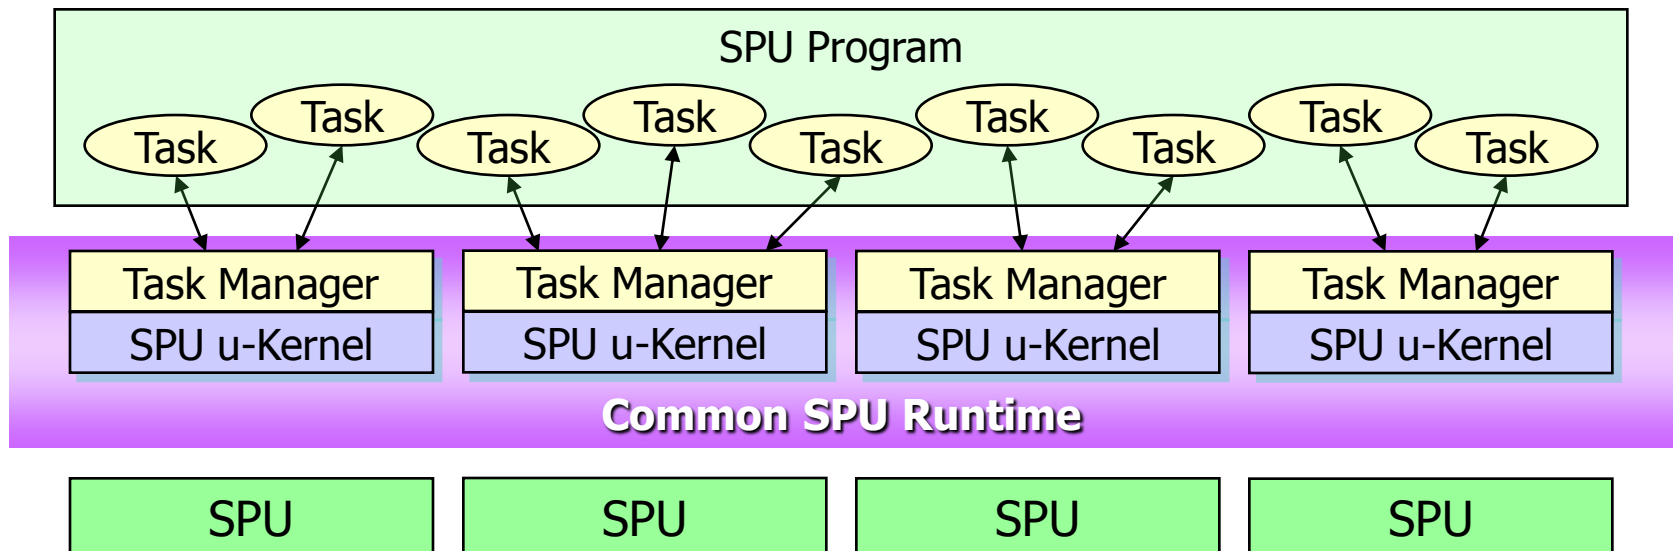 SPU Program
Task Task Task Task Task Task Task Task Task
Task Manager Task Manager Task Manager Task Manager
SPU u-Kernel SPU u-Kernel SPU u-Kernel SPU u-Kernel
Common SPU Runtime
SPU SPU SPU SPU